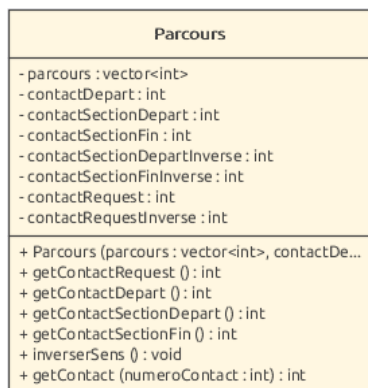 Parcours
- parcours : vector<int>
- contactDepart : int
- contactSectionDepart : int
- contactSectionFin : int
- contactSectionDepartInverse : int
- contactSectionFinInverse : int
- contactRequest : int
- contactRequestInverse : int
+ Parcours (parcours : vector<int>, contactDe...
+ getContactRequest () : int
+ getContactDepart () : int
+ getContactSectionDepart () : int
+ getContactSectionFin () : int
+ inverserSens () : void
+ getContact (numeroContact : int) : int